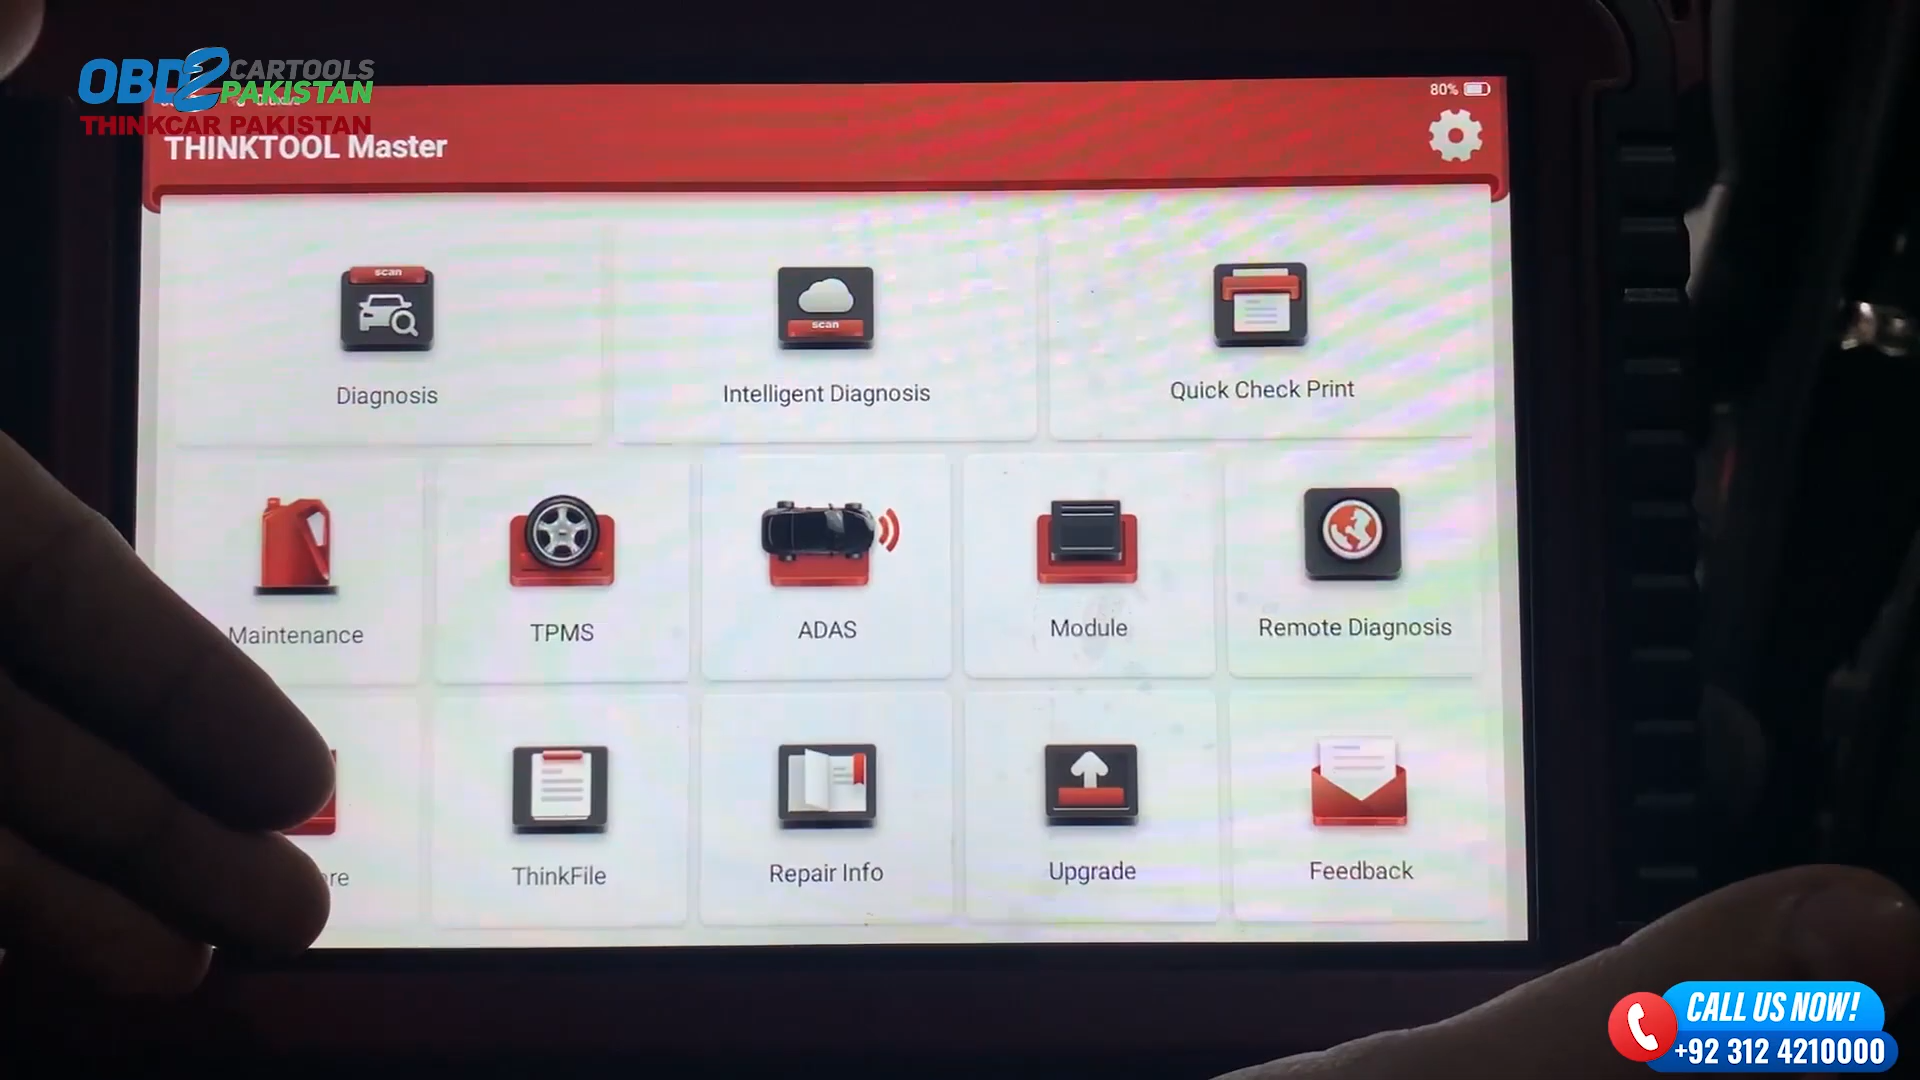 OBD2 CARTOOLS
PAKISTAN
THINKCAR PAKISTAN
80%
THINKTOOL Master
scan
Diagnosis
scan
Intelligent Diagnosis
Quick Check Print
Maintenance
TPMS
ADAS
Module
Remote Diagnosis
re
ThinkFile
Repair Info
Upgrade
Feedback
CALL US NOW!
+92 312 4210000